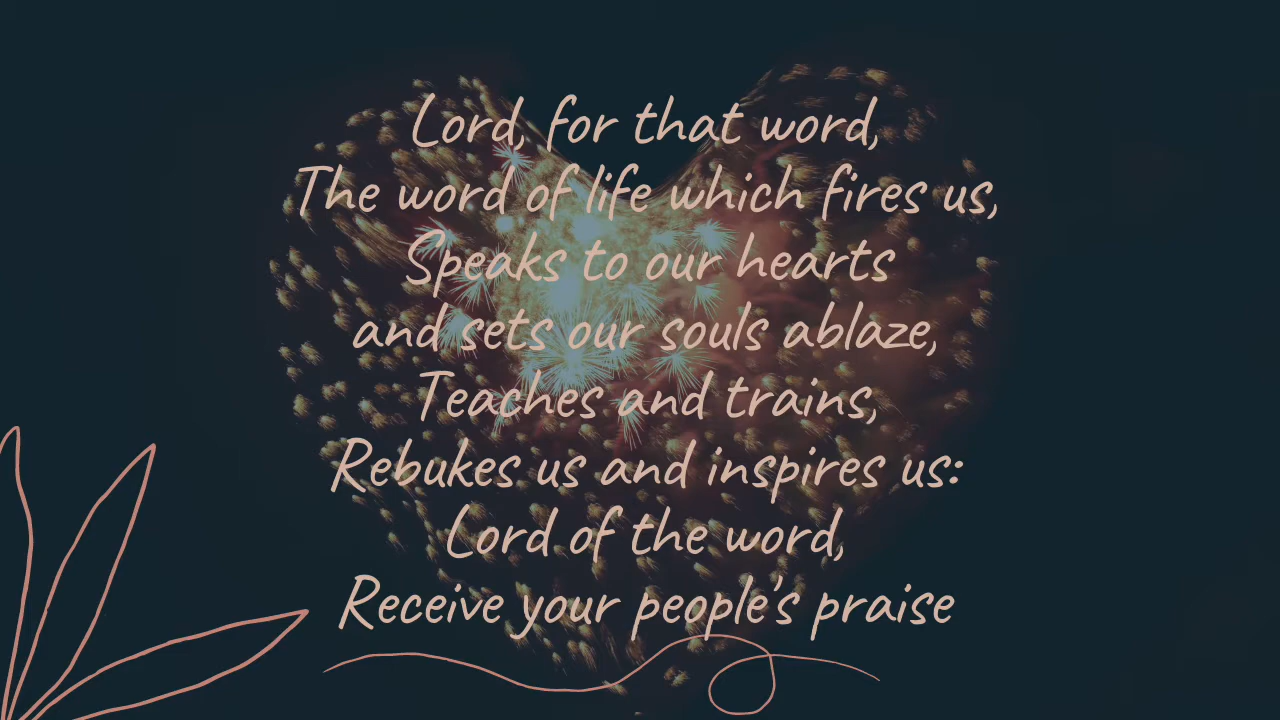 Lord, for that word,
The word of life which fires us,
Speaks to our hearts
and sets our souls ablaze,
Teaches and trains,
Rebukes us and inspires us:
Lord of the word,
Receive your people's praise